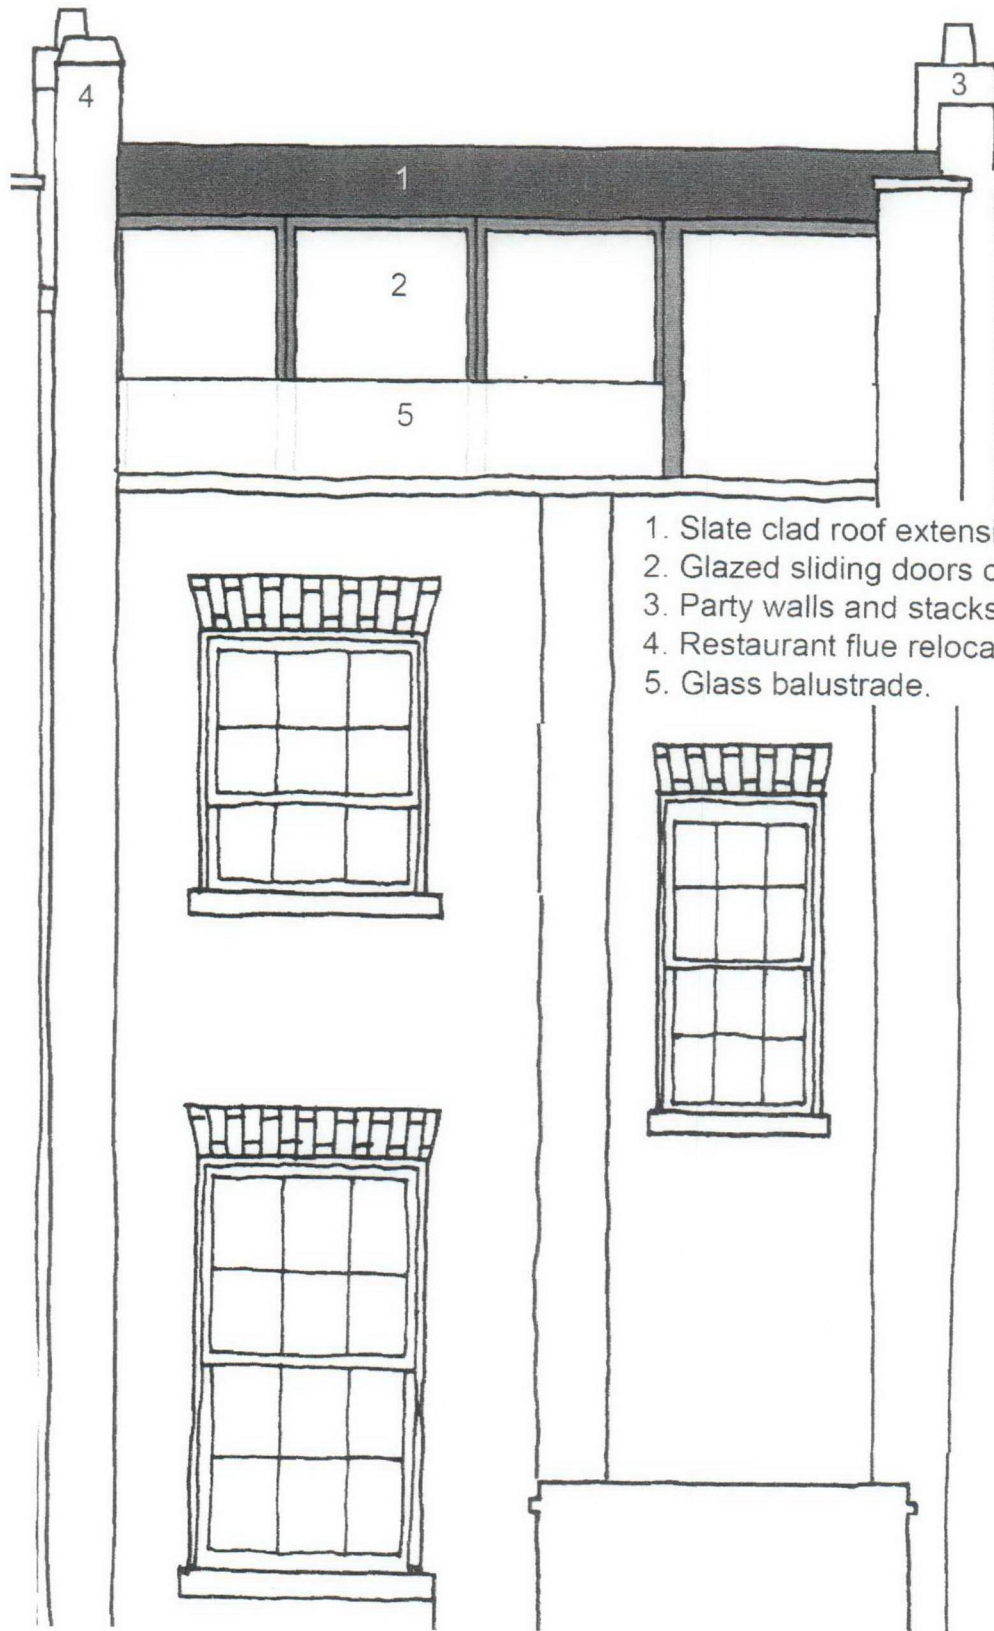 4
3
1
2
5
1. Slate clad roof
2. Glazed sliding doors
3. Party walls and stacks
4. Restaurant flue
5. Glass balustrade.